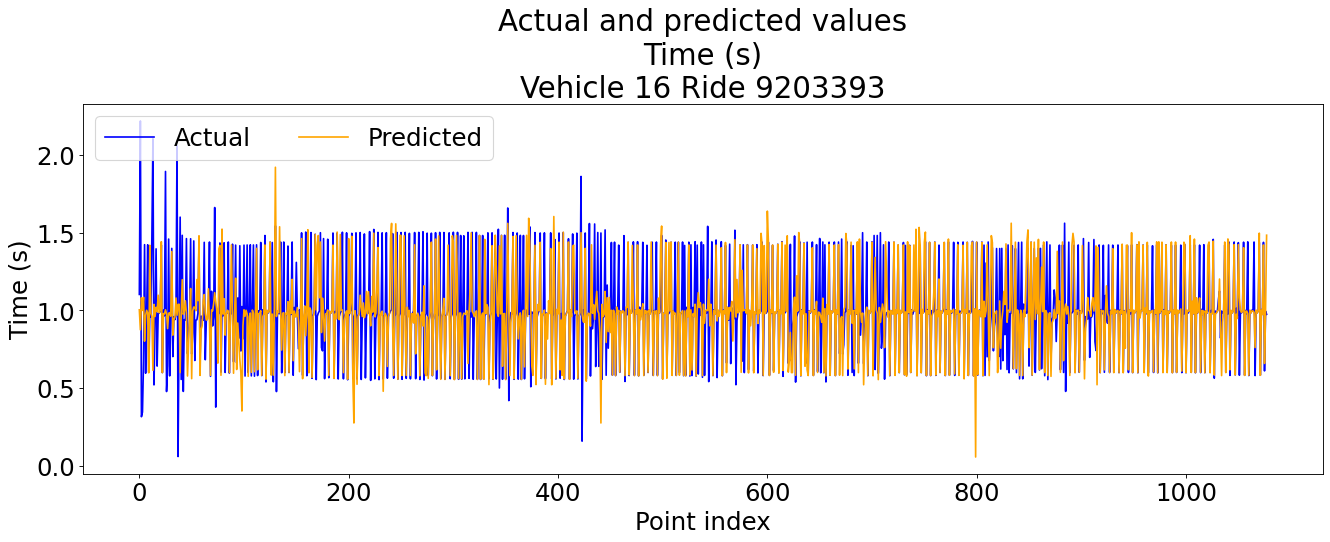 Actual and predicted values
Time (s)
Vehicle 16 Ride 9203393
Actual Predicted
Time (s)
2.0
1.5
1.0
0.5
0.0
0 200 400 600 800 1000
Point index